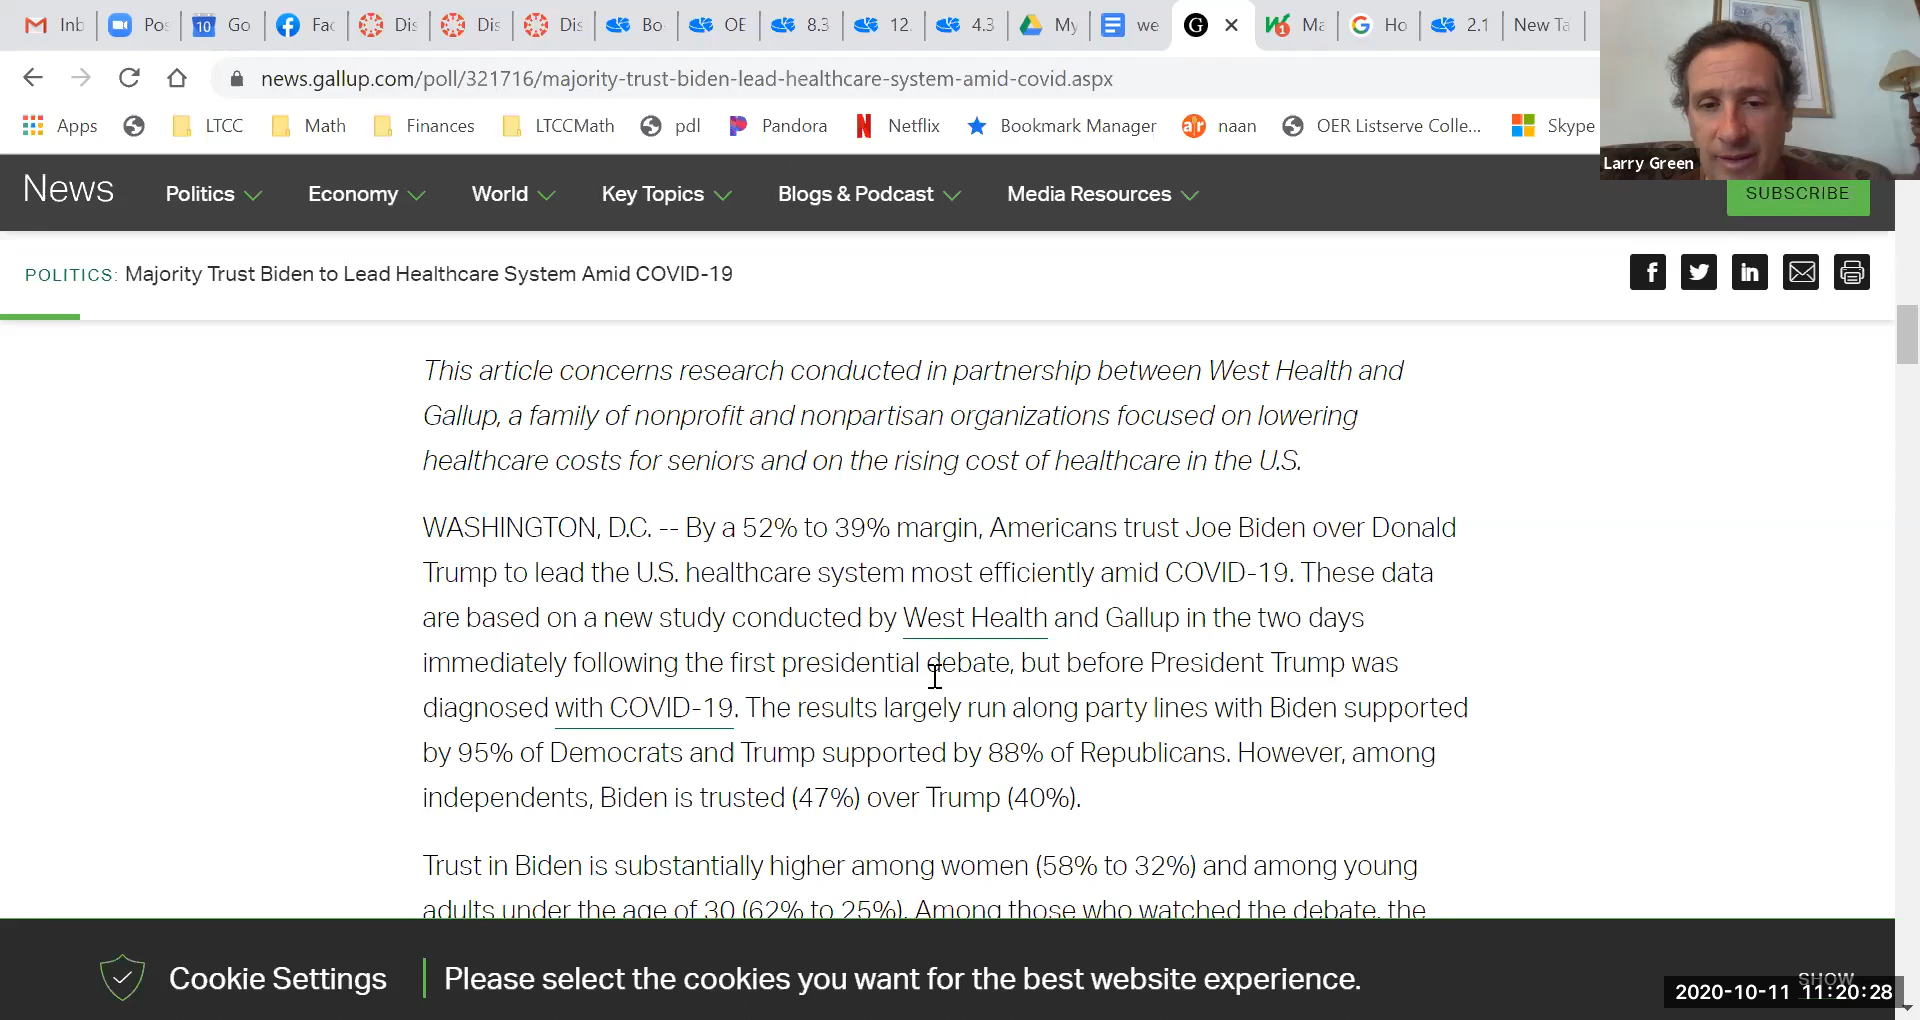 Inb
Pos
10 Go
Fac
Dis
Dis
Dis
Bo
OE
8.3
12.
4.3
My
we
G
1 Ma
Ho
2.1
New Ta
news.gallup.com/poll/321716/majority-trust-biden-lead-healthcare-system-amid-covid.aspx
Apps LTCC Math Finances LTCCMath pdl Pandora Netflix Bookmark Manager naan OER Listserve Colle... Skype
Larry Green
News Politics Economy World Key Topics Blogs & Podcast Media Resources SUBSCRIBE
POLITICS: Majority Trust Biden to Lead Healthcare System Amid COVID-19
This article concerns research conducted in partnership between West Health and
Gallup, a family of nonprofit and nonpartisan organizations focused on lowering
healthcare costs for seniors and on the rising cost of healthcare in the U.S.
WASHINGTON, D.C. -- By a 52% to 39% margin, Americans trust Joe Biden over Donald
Trump to lead the U.S. healthcare system most efficiently amid COVID-19. These data
are based on a new study conducted by West Health and Gallup in the two days
immediately following the first presidential debate, but before President Trump was
diagnosed with COVID-19. The results largely run along party lines with Biden supported
by 95% of Democrats and Trump supported by 88% of Republicans. However, among
independents, Biden is trusted (47%) over Trump (40%).
Trust in Biden is substantially higher among women (58% to 32%) and among young
adults under the age of 30 (62% to 25%). Among those who watched the debate, the
Cookie Settings Please select the cookies you want for the best website experience.
SHOW
2020-10-11 11:20:28